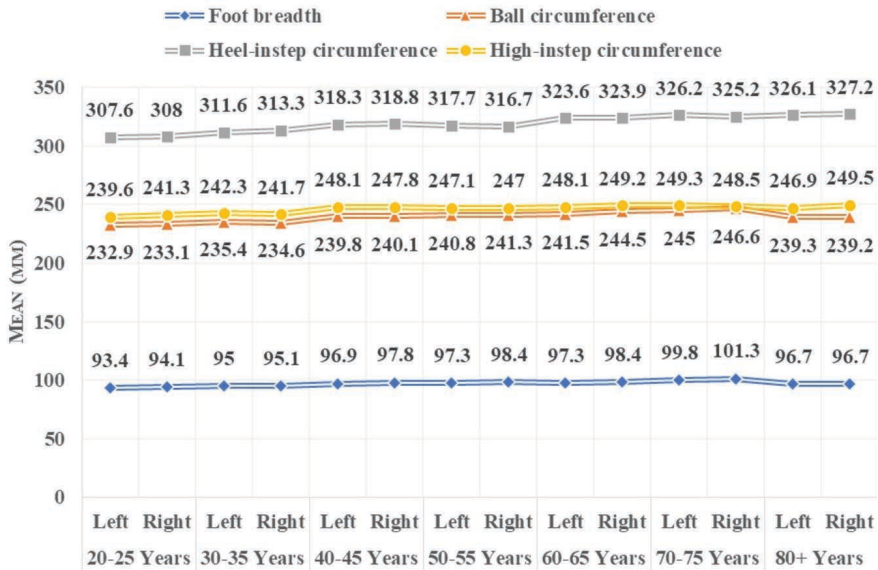 Foot breadth Ball circumference
Heel-instep circumference High-instep circumference
350
307.6 308 311.6 313.3 318.3 318.8 317.7 316.7 323.6 323.9 326.2 325.2 326.1 327.2
300
239.6 241.3 242.3 241.7 248.1 247.8 247.1 247 248.1 249.2 249.3 248.5 246.9 249.5
250
232.9 233.1 235.4 234.6 239.8 240.1 240.8 241.3 241.5 244.5 245 246.6 239.3 239.2
200
150
93.4 94.1 95 95.1 96.9 97.8 97.3 98.4 97.3 98.4 99.8 101.3 96.7 96.7
100
50
0
MEAN (MM)
Left Right Left Right Left Right Left Right Left Right Left Right Left Right
20-25 Years 30-35 Years 40-45 Years 50-55 Years 60-65 Years 70-75 Years 80+ Years